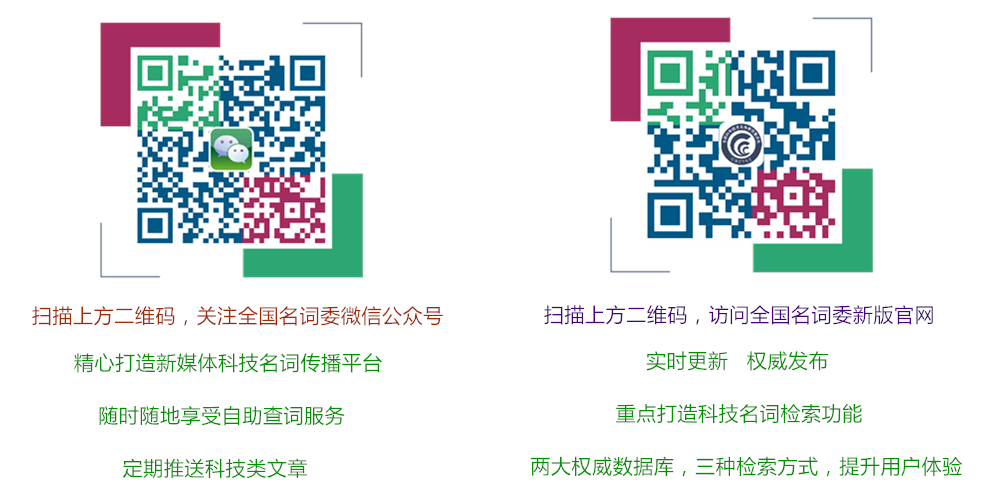 扫描上方二维码，关注全国名词委微信公众号
精心打造新媒体科技名词传播平台
随时随地享受自助查词服务
定期推送科技类文章
扫描上方二维码，访问全国名词委新版官网
实时更新 权威发布
重点打造科技名词检索功能
两大权威数据库，三种检索方式，提升用户体验